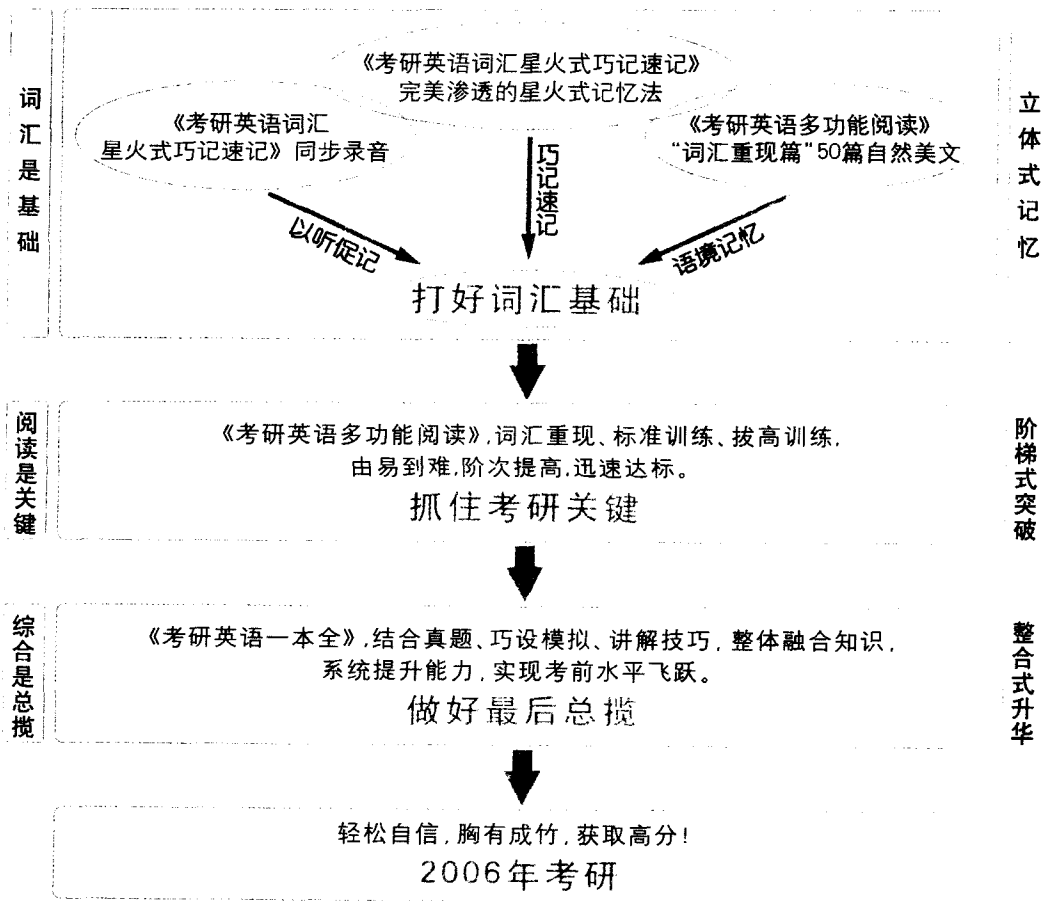 词汇是基础
《考研英语词汇星火式巧记速记》
完美渗透的星火式记忆法
《考研英语词汇
星火式巧记速记》同步录音
《考研英语多功能阅读》
“词汇重现篇”50篇自然美文
立体式记忆
以听促记
巧记速记
语境记忆
打好词汇基础
阅读是关键
《考研英语多功能阅读》,词汇重现、标准训练、拔高训练,
由易到难,阶次提高,迅速达标。
抓住考研关键
阶梯式突破
综合是总揽
《考研英语一本全》,结合真题、巧设模拟、讲解技巧,整体融合知识,
系统提升能力,实现考前水平飞跃。
做好最后总揽
整合式升华
轻松自信,胸有成竹,获取高分!
2006年考研